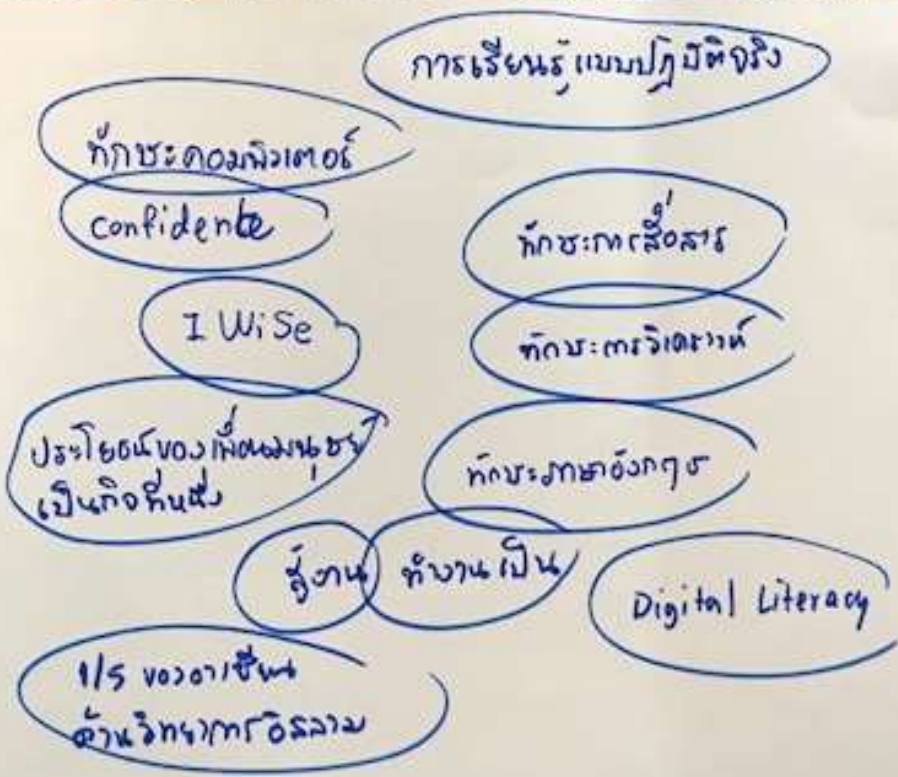 การเรียนรู้แบบปฏิบัติจริง
ทักษะคอมพิวเตอร์
Confidence
ทักษะการสื่อสาร
I WiSe
ทักษะการวิเคราะห์
ประโยชน์ของเพื่อนมนุษย์
เป็นกิจที่หนึ่ง
ทักษะภาษาอังกฤษ
สู้งาน ทำงานเป็น
Digital Literacy
1/5 ของอาเซียน
ด้านวิทยาการอิสลาม